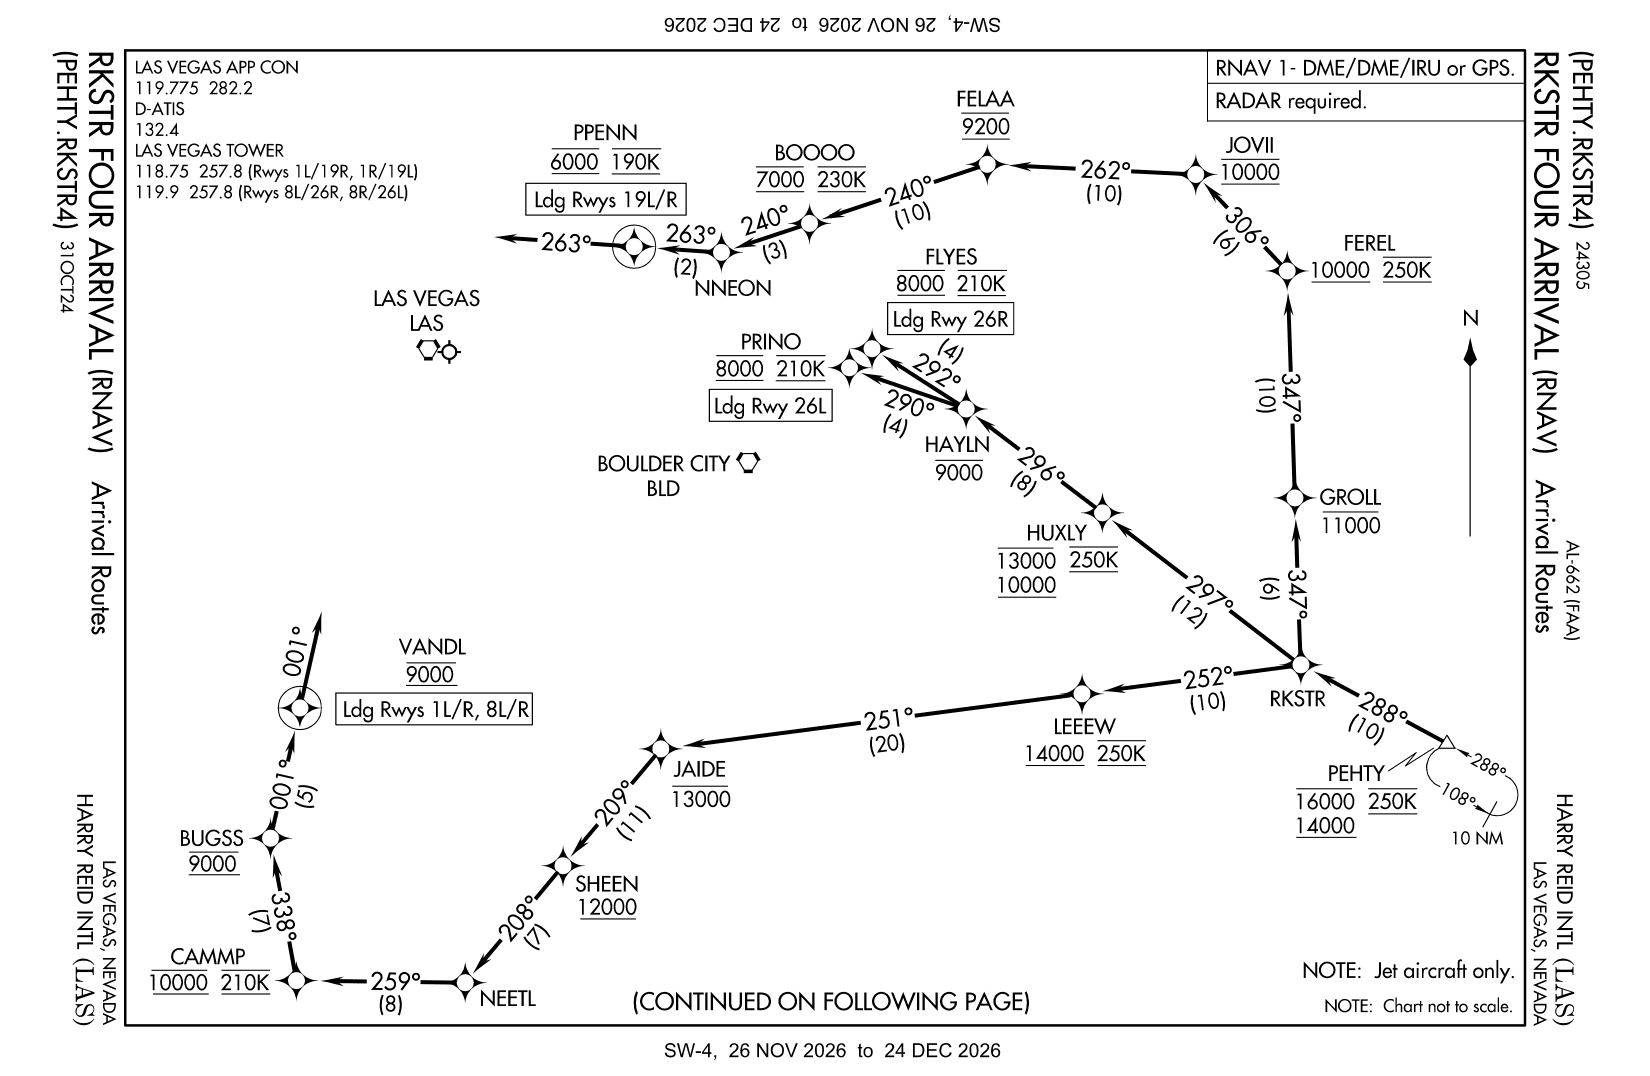 SW-4, 26 NOV 2026 to 24 DEC 2026
(PEHTY.RKSTR4) 31OCT24
RKSTR FOUR ARRIVAL (RNAV) Arrival Routes
HARRY REID INTL (LAS)
LAS VEGAS, NEVADA
LAS VEGAS APP CON
119.775 282.2
D-ATIS
132.4
LAS VEGAS TOWER
118.75 257.8 (Rwys 1L/19R, 1R/19L)
119.9 257.8 (Rwys 8L/26R, 8R/26L)
RNAV 1- DME/DME/IRU or GPS.
RADAR required.
PPENN
6000 190K
Ldg Rwys 19L/R
263°
263°
(2)
NNEON
240°
(3)
BOOOO
7000 230K
240°
(10)
FELAA
9200
262°
(10)
JOVII
10000
306°
(6)
FEREL
10000 250K
347°
(10)
GROLL
11000
347°
(6)
N
LAS VEGAS
LAS
FLYES
8000 210K
Ldg Rwy 26R
(4)
292°
PRINO
8000 210K
Ldg Rwy 26L
290°
(4)
HAYLN
9000
BOULDER CITY
BLD
296°
(8)
HUXLY
13000 250K
10000
297°
(12)
RKSTR
288°
(10)
PEHTY
16000 250K
14000
288°
108°
10 NM
252°
(10)
LEEEW
14000 250K
251°
(20)
JAIDE
13000
209°
(11)
SHEEN
12000
208°
(7)
NEETL
259°
(8)
CAMMP
10000 210K
338°
(7)
BUGSS
9000
001°
(5)
VANDL
9000
Ldg Rwys 1L/R, 8L/R
001°
(CONTINUED ON FOLLOWING PAGE)
NOTE: Jet aircraft only.
NOTE: Chart not to scale.
(PEHTY.RKSTR4) 24305
RKSTR FOUR ARRIVAL (RNAV) Arrival Routes
AL-662 (FAA)
HARRY REID INTL (LAS)
LAS VEGAS, NEVADA
SW-4, 26 NOV 2026 to 24 DEC 2026